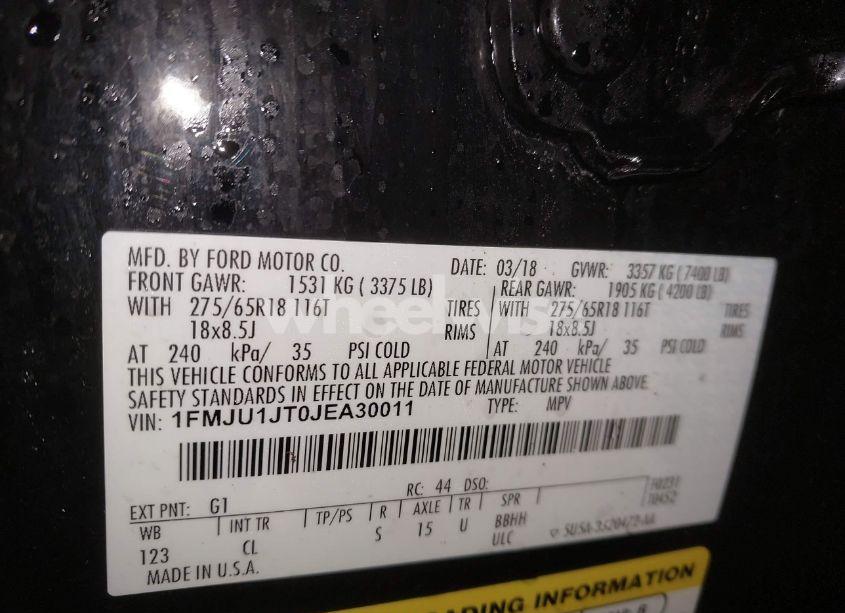 MFD. BY FORD MOTOR CO. DATE: 03/18 GVWR: 3357 KG (7400 LB)
FRONT GAWR: 1531 KG (3375 LB) REAR GAWR: 1905 KG (4200 LB)
WITH 275/65R18 116T TIRES WITH 275/65R18 116T TIRES
18x8.5J RIMS 18x8.5J RIMS
AT 240 kPa/ 35 PSI COLD AT 240 kPa/ 35 PSI COLD
THIS VEHICLE CONFORMS TO ALL APPLICABLE FEDERAL MOTOR VEHICLE
SAFETY STANDARDS IN EFFECT ON THE DATE OF MANUFACTURE SHOWN ABOVE.
VIN: 1FMJU1JT0JEA30011 TYPE: MPV
EXT PNT: G1 RC: 44 DSO:
WB INT TR TP/PS R AXLE TR SPR
123 CL S 15 U BBHH
ULC
MADE IN U.S.A.
INFORMATION